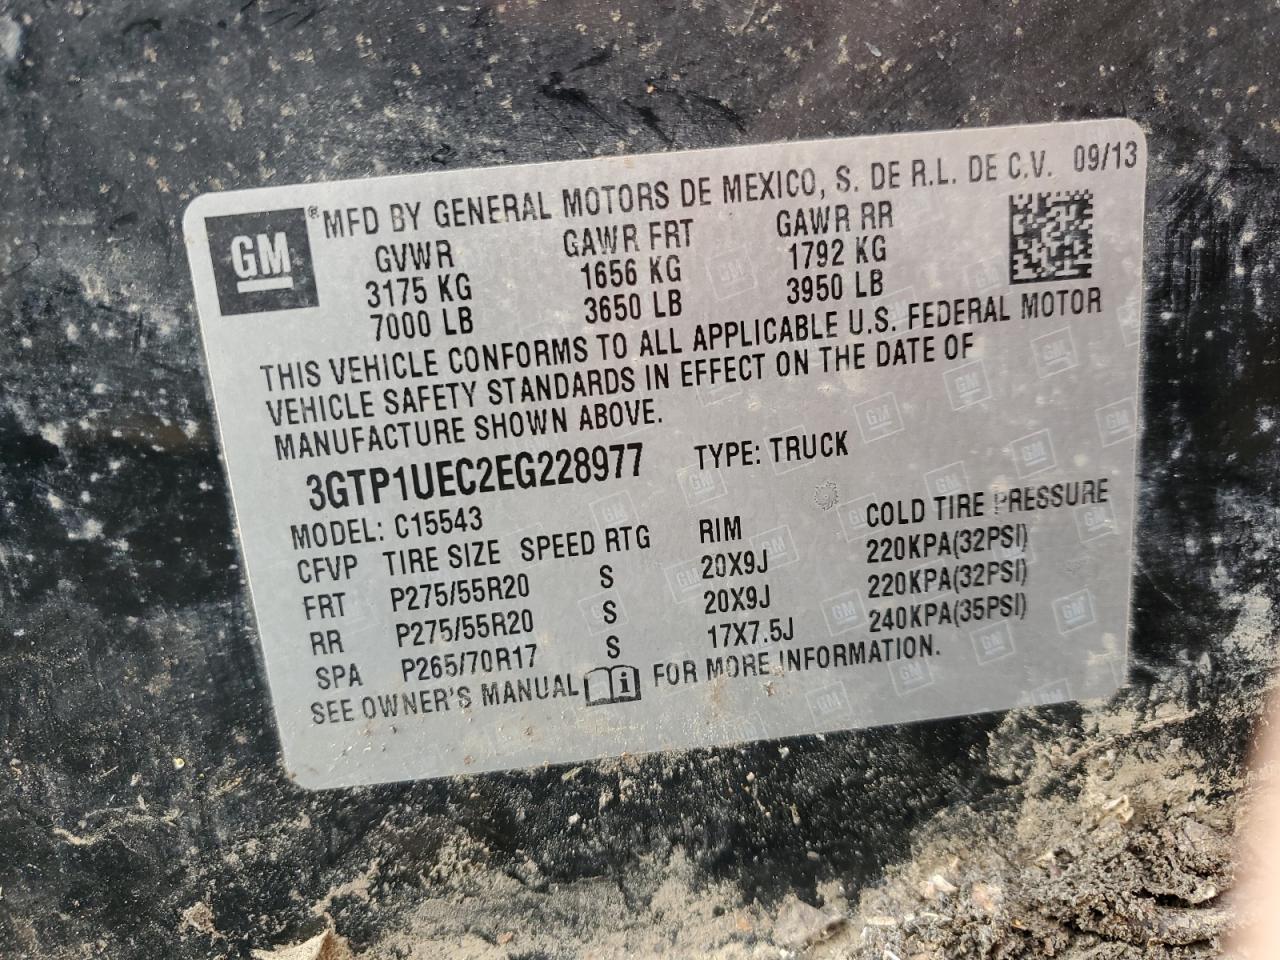 GM ® MFD BY GENERAL MOTORS DE MEXICO, S. DE R.L. DE C.V. 09/13
GVWR GAWR FRT GAWR RR
3175 KG 1656 KG 1792 KG
7000 LB 3650 LB 3950 LB
THIS VEHICLE CONFORMS TO ALL APPLICABLE U.S. FEDERAL MOTOR
VEHICLE SAFETY STANDARDS IN EFFECT ON THE DATE OF
MANUFACTURE SHOWN ABOVE.
3GTP1UEC2EG228977 TYPE: TRUCK
MODEL: C15543
CFVP TIRE SIZE SPEED RTG RIM COLD TIRE PRESSURE
FRT P275/55R20 S 20X9J 220KPA(32PSI)
RR P275/55R20 S 20X9J 220KPA(32PSI)
SPA P265/70R17 S 17X7.5J 240KPA(35PSI)
SEE OWNER'S MANUAL i FOR MORE INFORMATION.